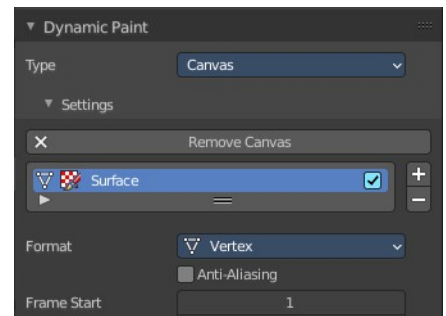 Dynamic Paint
Type Canvas
Settings
Remove Canvas
Surface
Format Vertex
Anti-Aliasing
Frame Start 1